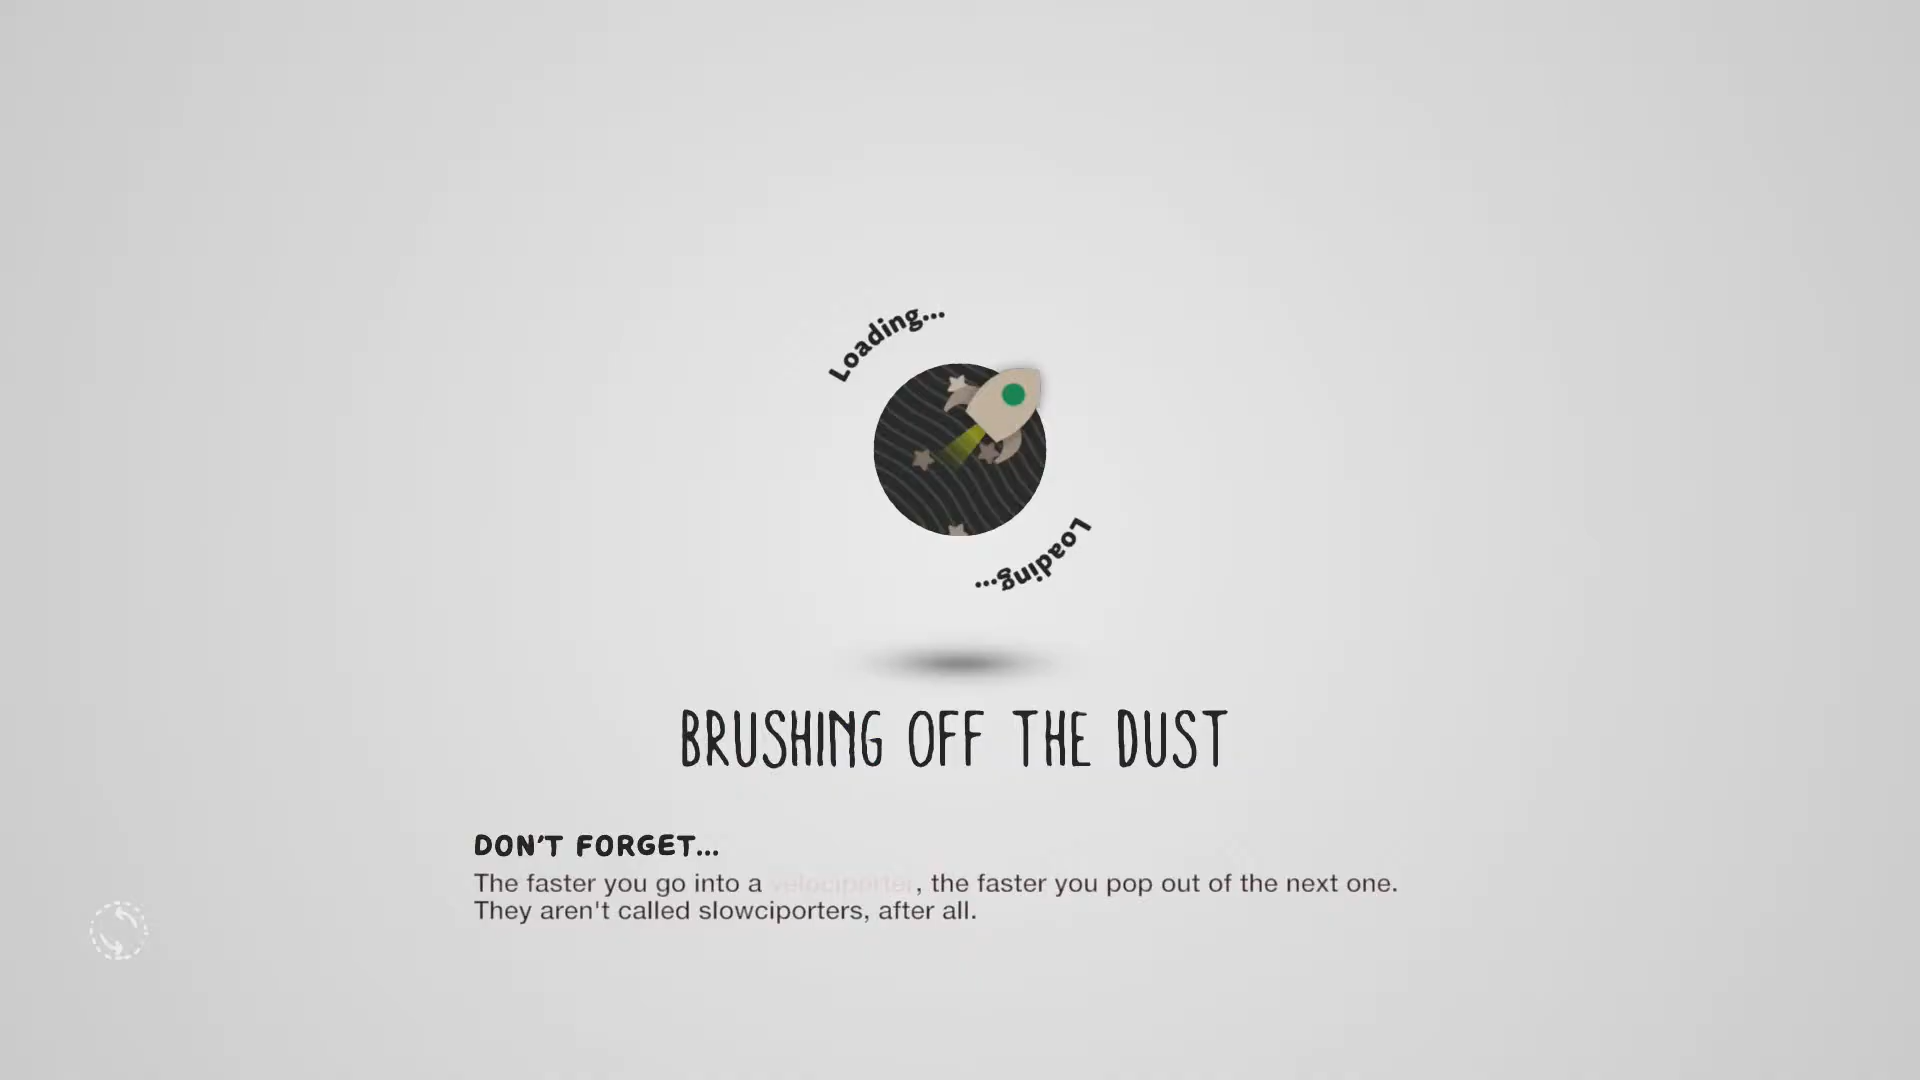 Loading...
Loading...
BRUSHING OFF THE DUST
DON'T FORGET...
The faster you go into a velociporter, the faster you pop out of the next one.
They aren't called slowciporters, after all.